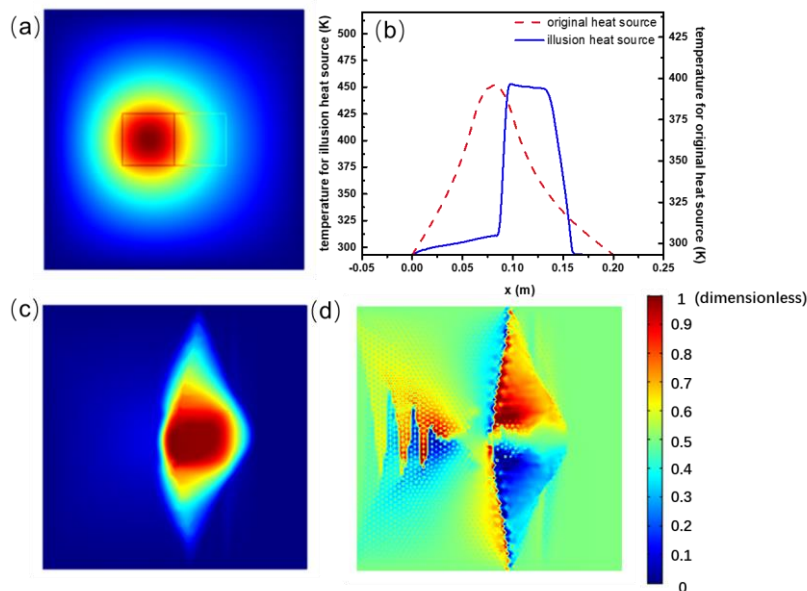 (a)
(b)
original heat source
illusion heat source
temperature for illusion heat source (K)
500
475
450
425
400
375
350
325
300
temperature for original heat source (K)
425
400
375
350
325
300
-0.05 0.00 0.05 0.10 0.15 0.20 0.25
x (m)
(c)
(d)
1 (dimensionless)
0.9
0.8
0.7
0.6
0.5
0.4
0.3
0.2
0.1
0